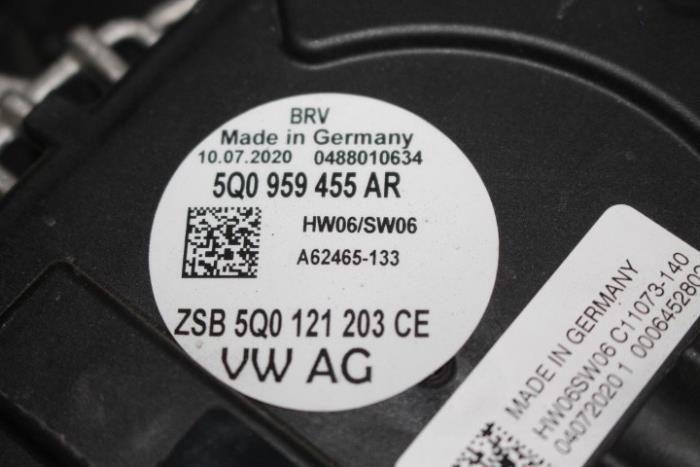 BRV
Made in Germany
10.07.2020 0488010634
5Q0 959 455 AR
HW06/SW06
A62465-133
ZSB 5Q0 121 203 CE
VW AG
MADE IN GERMANY
HW06SW06 C11073-140
04072020 1